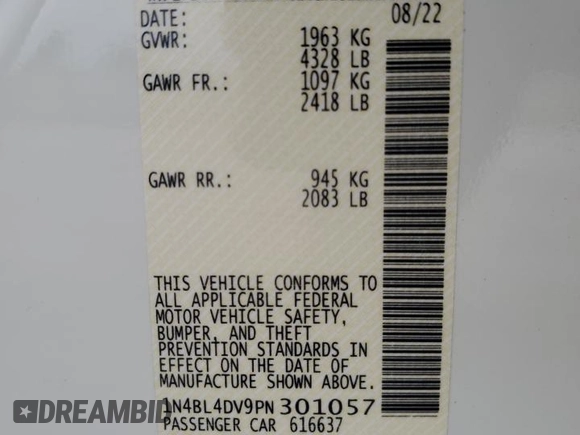 DATE: 08/22
GVWR: 1963 KG
4328 LB
GAWR FR.: 1097 KG
2418 LB
GAWR RR.: 945 KG
2083 LB
THIS VEHICLE CONFORMS TO
ALL APPLICABLE FEDERAL
MOTOR VEHICLE SAFETY,
BUMPER, AND THEFT
PREVENTION STANDARDS IN
EFFECT ON THE DATE OF
MANUFACTURE SHOWN ABOVE.
1N4BL4DV9PN 301057
PASSENGER CAR 616637
DREAMBID